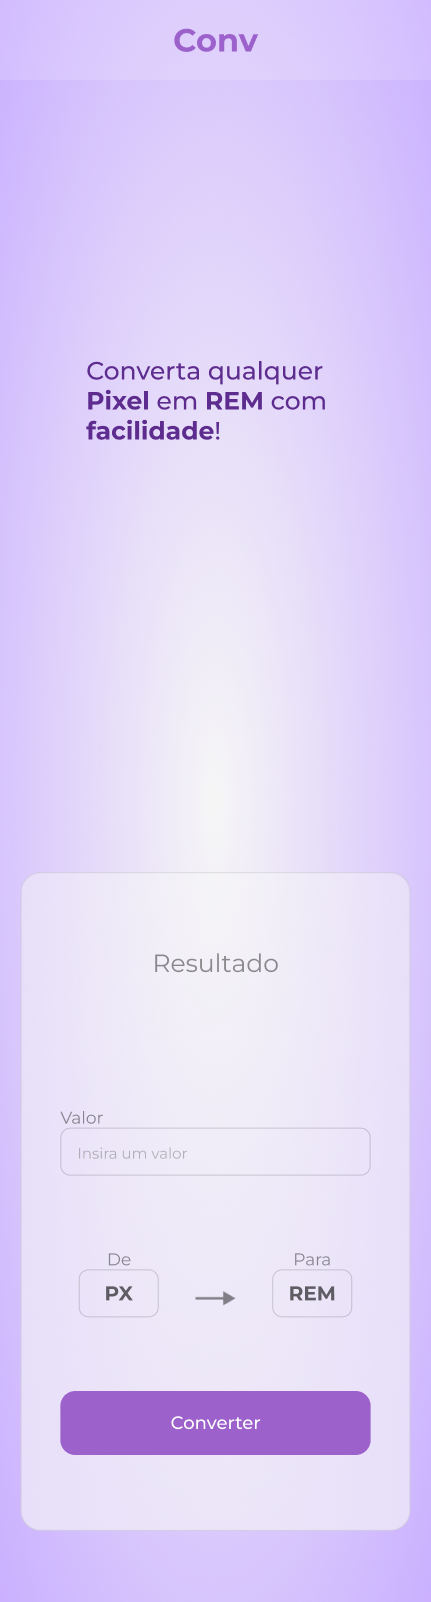 Conv
Converta qualquer
Pixel em REM com
facilidade!
Resultado
Valor
Insira um valor
De
Para
PX
REM
Converter